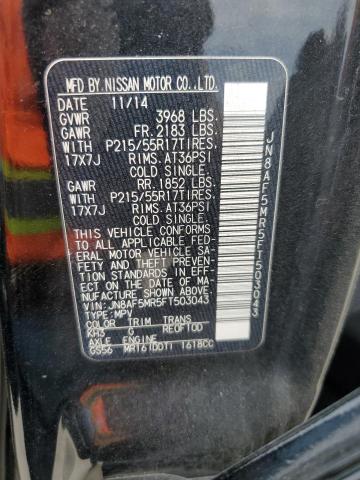 MFD BY NISSAN MOTOR CO.,LTD.
DATE 11/14
GVWR 3968 LBS.
GAWR FR. 2183 LBS.
WITH P215/55R17TIRES,
17X7J RIMS.AT36PSI
COLD SINGLE.
GAWR RR. 1852 LBS.
WITH P215/55R17TIRES,
17X7J RIMS.AT36PSI
COLD SINGLE.
THIS VEHICLE CONFORMS
TO ALL APPLICABLE FED-
ERAL MOTOR VEHICLE SA-
FETY AND THEFT PREVEN-
TION STANDARDS IN EFF-
ECT ON THE DATE OF MA-
NUFACTURE SHOWN ABOVE.
VIN: JN8AF5MR5FT503043
TYPE:MPV
COLOR TRIM TRANS
KH3 G RE0F10D
AXLE ENGINE
GS56 MR16(DDT) 1618CC
JN8AF5MR5FT503043